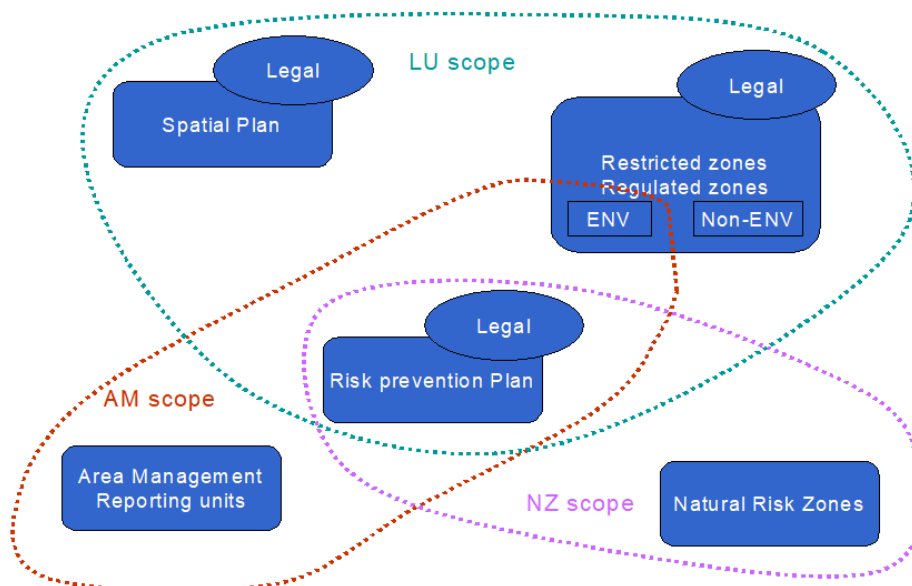 Legal
LU scope
Spatial Plan
Legal
Restricted zones
Regulated zones
ENV
Non-ENV
Legal
Risk prevention Plan
AM scope
Area Management
Reporting units
NZ scope
Natural Risk Zones